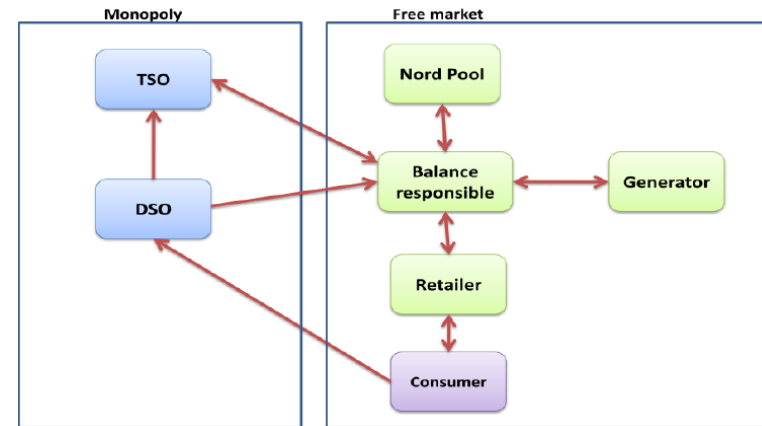 Monopoly
Free market
TSO
Nord Pool
Balance
responsible
Generator
DSO
Retailer
Consumer